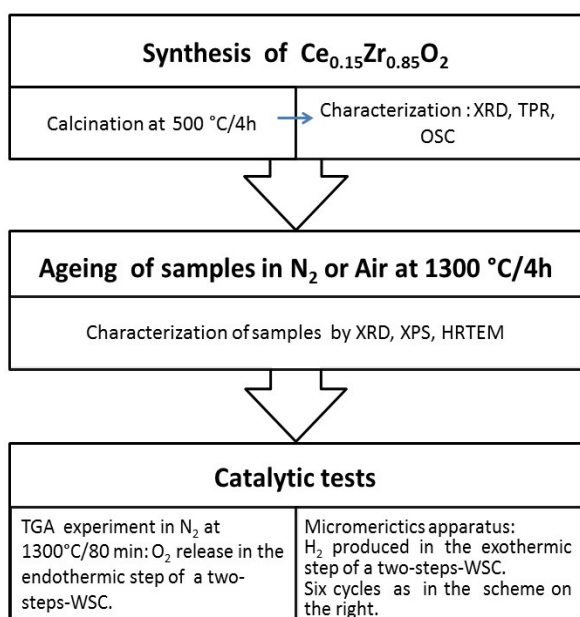 Synthesis of Ce0.15Zr0.85O2
Calcination at 500 °C/4h
Characterization : XRD, TPR,
OSC
Ageing of samples in N2 or Air at 1300 °C/4h
Characterization of samples by XRD, XPS, HRTEM
Catalytic tests
TGA experiment in N2 at
1300°C/80 min: O2 release in the
endothermic step of a two-
steps-WSC.
Micromerictics apparatus:
H2 produced in the exothermic
step of a two-steps-WSC.
Six cycles as in the scheme on
the right.